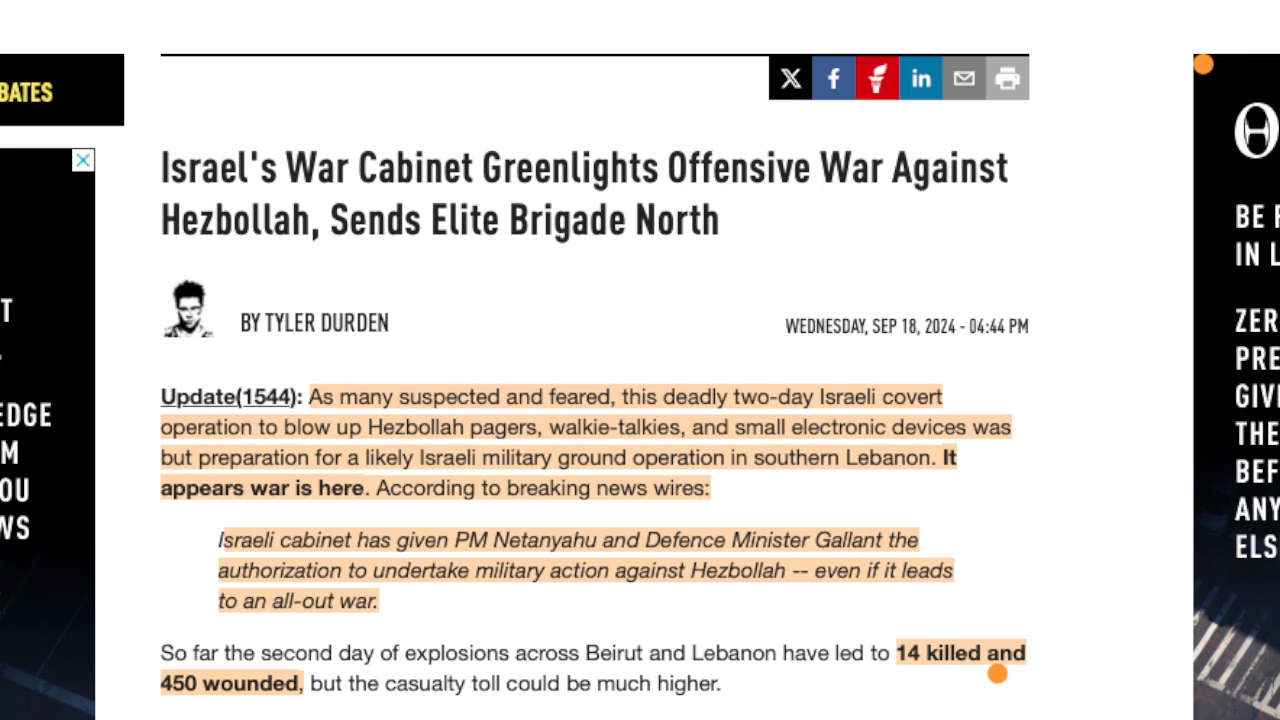 BATES
Israel's War Cabinet Greenlights Offensive War Against
Hezbollah, Sends Elite Brigade North
BY TYLER DURDEN
WEDNESDAY, SEP 18, 2024 - 04:44 PM
Update(1544): As many suspected and feared, this deadly two-day Israeli covert
operation to blow up Hezbollah pagers, walkie-talkies, and small electronic devices was
but preparation for a likely Israeli military ground operation in southern Lebanon. It
appears war is here. According to breaking news wires:
Israeli cabinet has given PM Netanyahu and Defence Minister Gallant the
authorization to undertake military action against Hezbollah -- even if it leads
to an all-out war.
So far the second day of explosions across Beirut and Lebanon have led to 14 killed and
450 wounded, but the casualty toll could be much higher.
T
EDGE
M
OU
WS
BE F
IN L
ZER
PRE
GIVI
THE
BEF
ANY
ELS